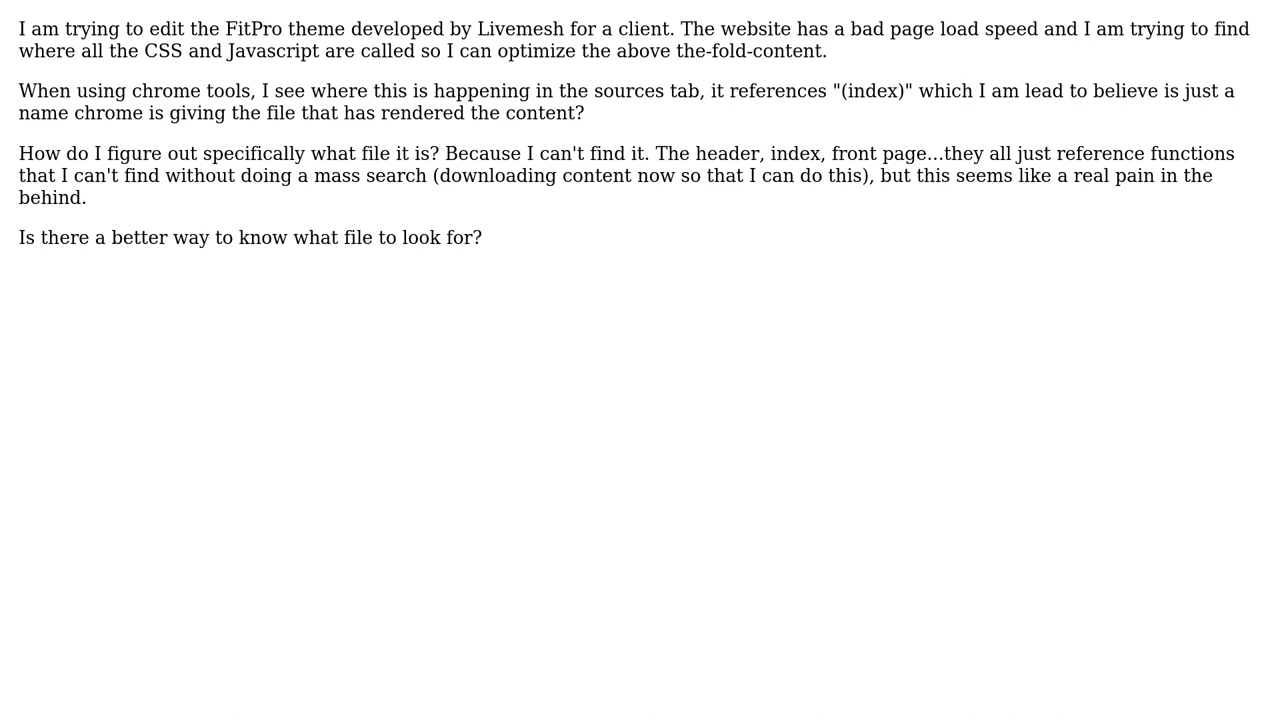 I am trying to edit the FitPro theme developed by Livemesh for a client. The website has a bad page load speed and I am trying to find
where all the CSS and Javascript are called so I can optimize the above the-fold-content.
When using chrome tools, I see where this is happening in the sources tab, it references "(index)" which I am lead to believe is just a
name chrome is giving the file that has rendered the content?
How do I figure out specifically what file it is? Because I can't find it. The header, index, front page...they all just reference functions
that I can't find without doing a mass search (downloading content now so that I can do this), but this seems like a real pain in the
behind.
Is there a better way to know what file to look for?